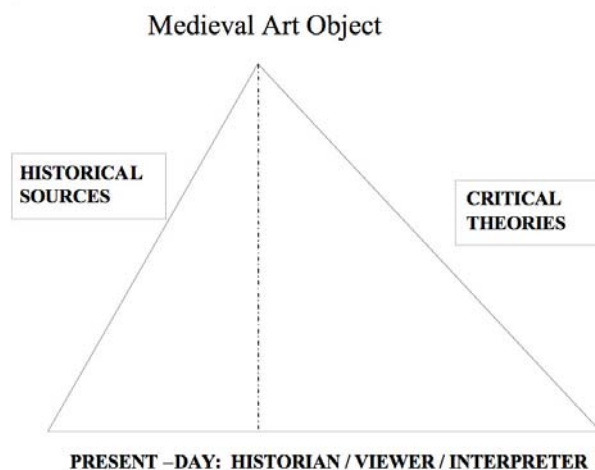 Medieval Art Object
HISTORICAL
SOURCES
CRITICAL
THEORIES
PRESENT –DAY: HISTORIAN / VIEWER / INTERPRETER